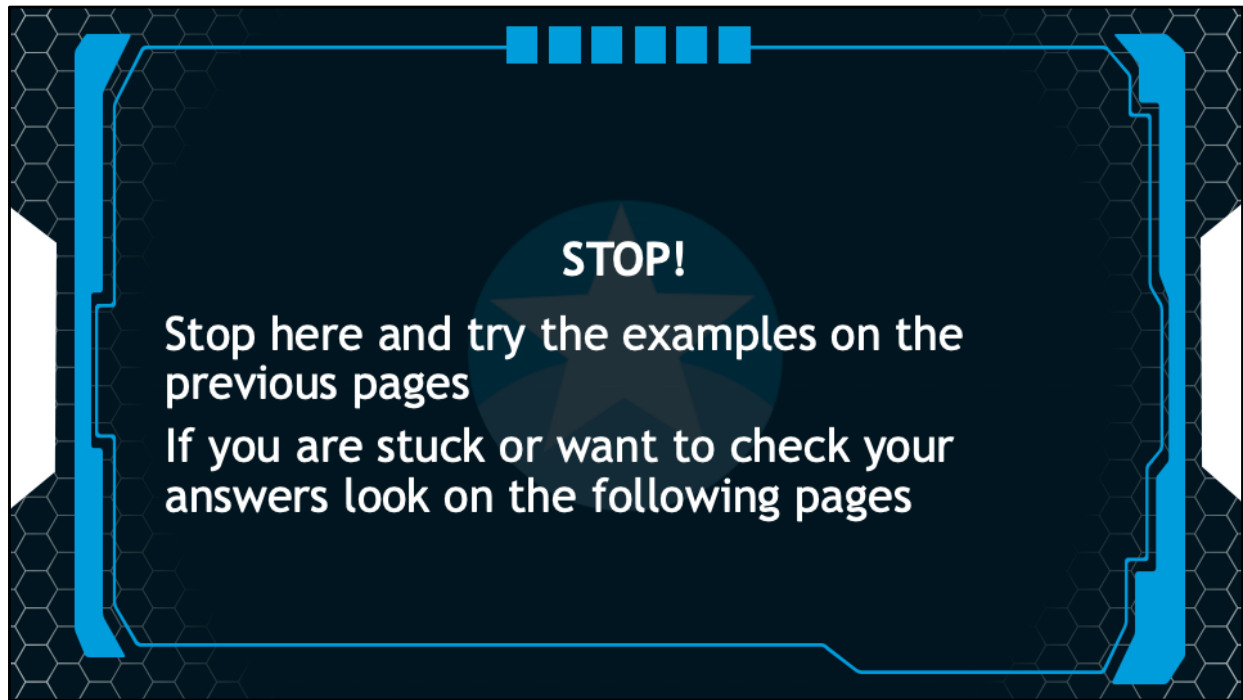 STOP!
Stop here and try the examples on the
previous pages
If you are stuck or want to check your
answers look on the following pages